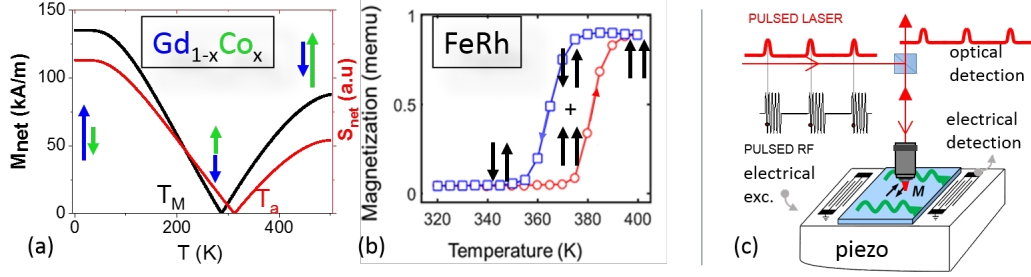 Gd1-xCox
Mnet (kA/m)
150
100
50
0
Snet (a.u)
TM
Ta
0
200
400
T (K)
(a)
FeRh
Magnetization (memu)
1
0.5
0
+
320
340
360
380
400
Temperature (K)
(b)
PULSED LASER
optical
detection
electrical
detection
PULSED RF
electrical
exc.
M
piezo
(c)